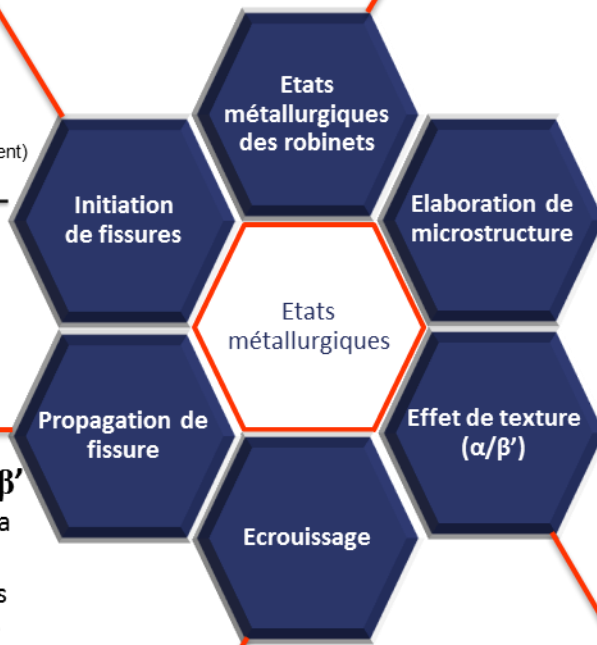 Etats
métallurgiques
des robinets
ent)
Initiation
de fissures
Elaboration de
microstructure
Etats
métallurgiques
Propagation de
fissure
Effet de texture
(α/β’)
β’
a
Ecrouissage
s